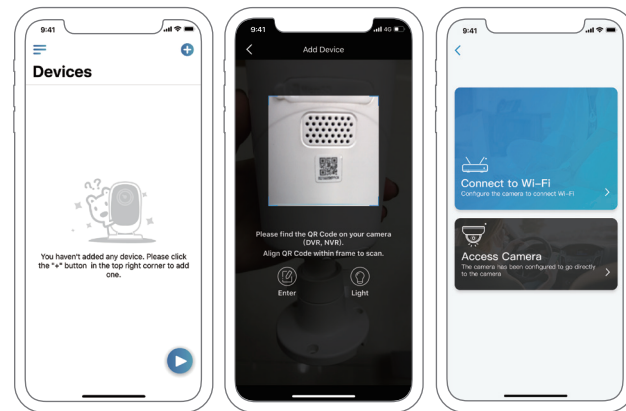 9:41
Devices
You haven't added any device. Please click
the "+" button in the top right corner to add
one.
9:41
4G
Add Device
Please find the QR Code on your camera
(DVR, NVR).
Align QR Code within frame to scan.
Enter
Light
9:41
Connect to Wi-Fi
Configure the camera to connect Wi-Fi
Access Camera
The camera has been configured to go directly
to the camera